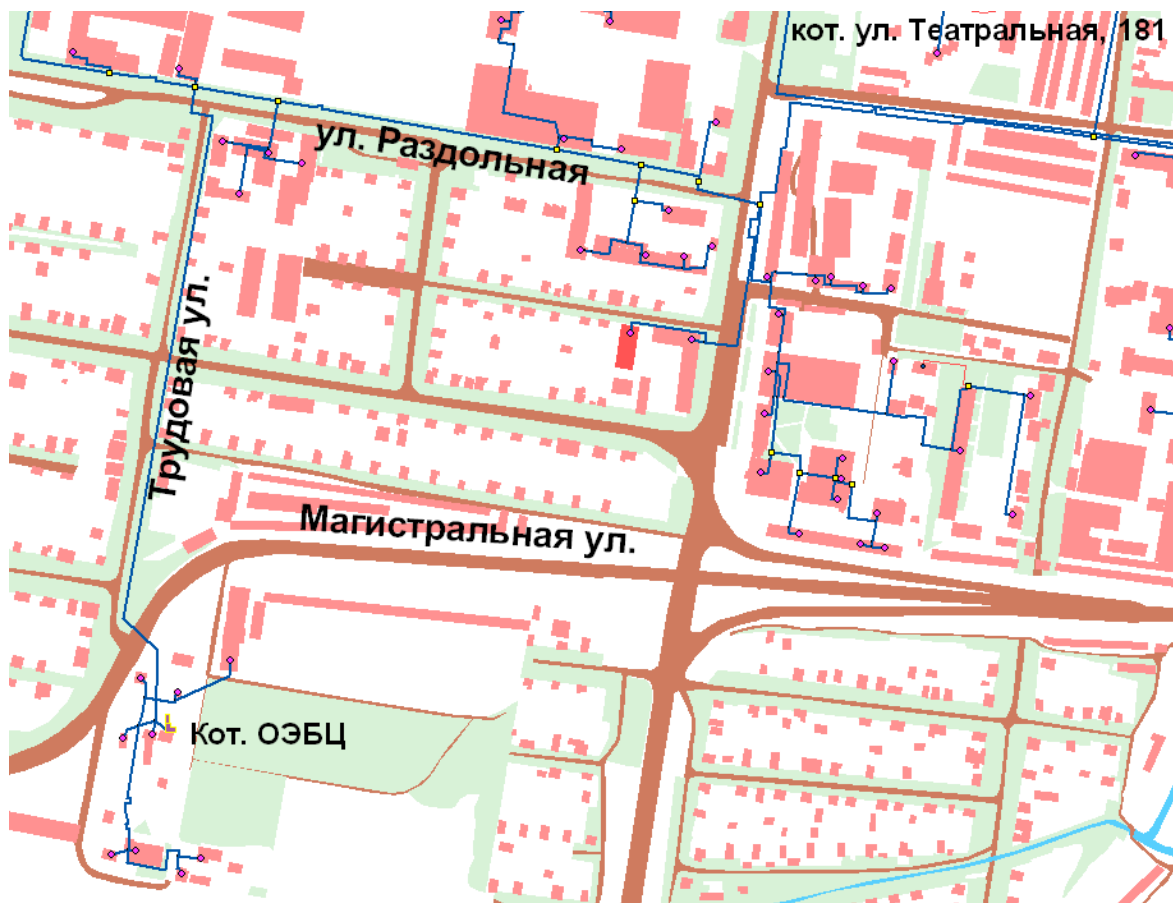 кот. ул. Театральная, 181
ул. Раздольная
Трудовая ул.
Магистральная ул.
Кот. ОЭБЦ